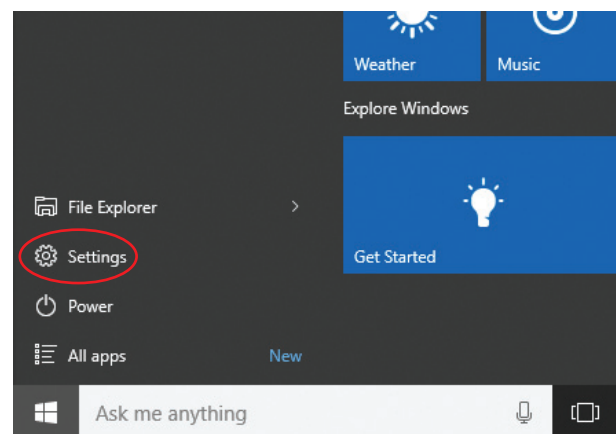 Weather
Music
Explore Windows
File Explorer
Settings
Get Started
Power
All apps
New
Ask me anything